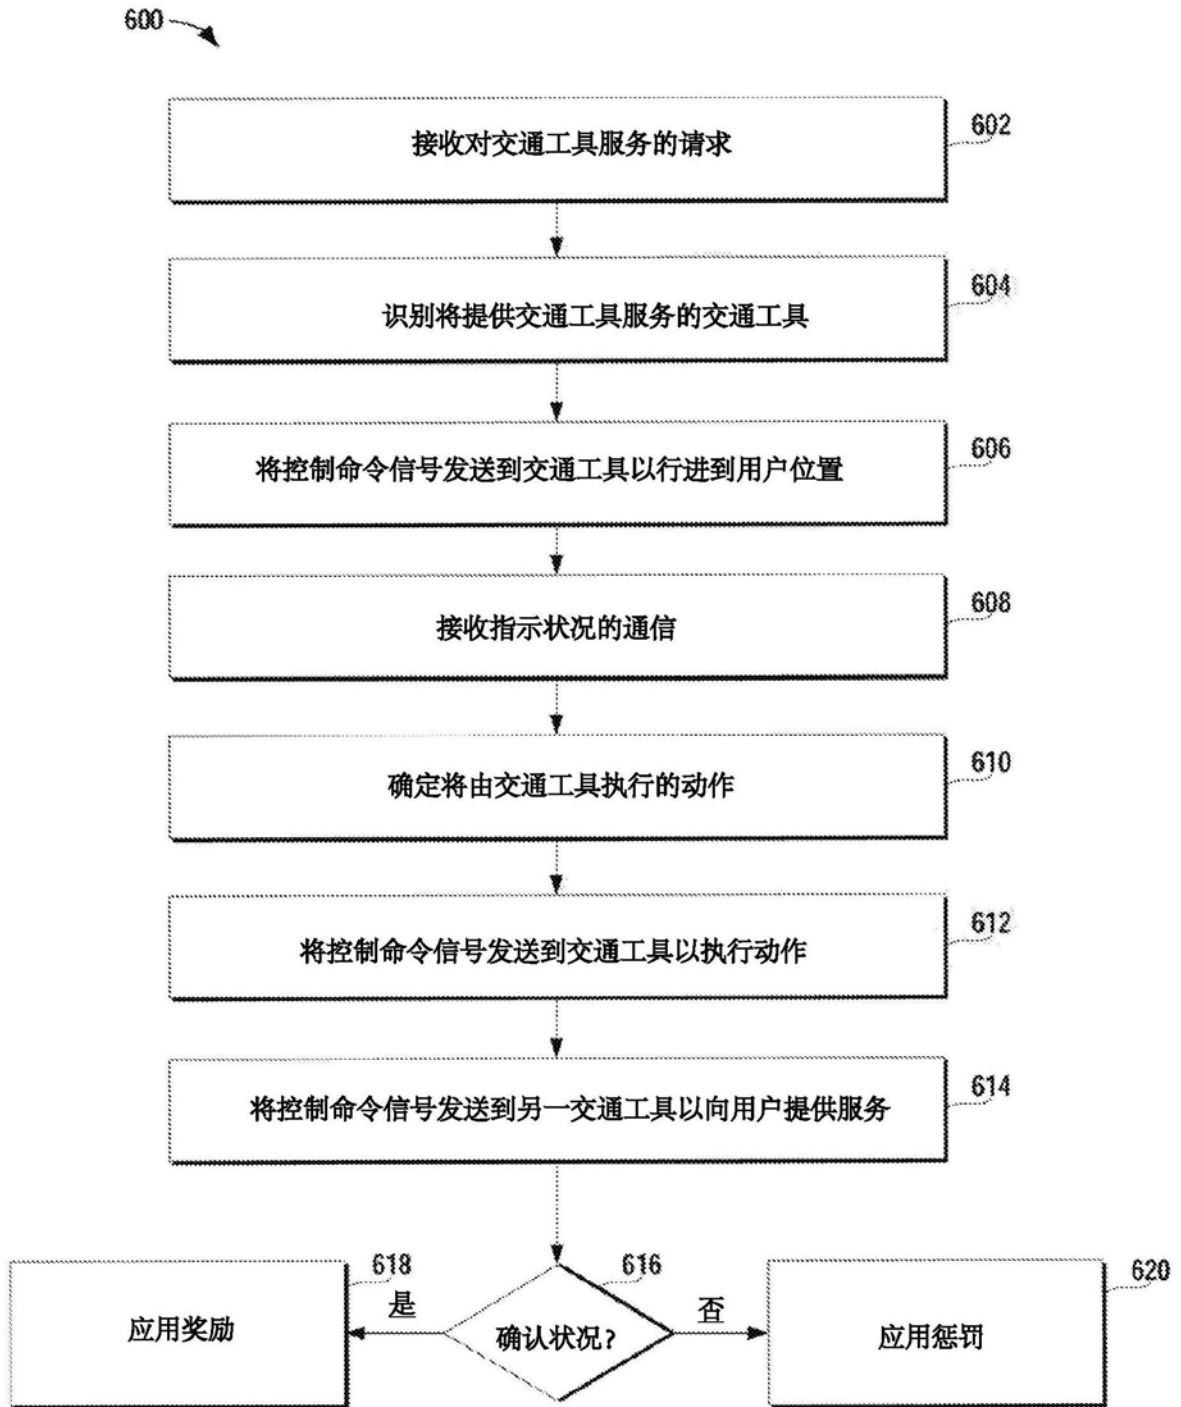 600
接收对交通工具服务的请求
602
识别将提供交通工具服务的交通工具
604
将控制命令信号发送到交通工具以行进到用户位置
606
接收指示状况的通信
608
确定将由交通工具执行的动作
610
将控制命令信号发送到交通工具以执行动作
612
将控制命令信号发送到另一交通工具以向用户提供服务
614
618
616
620
是
否
应用奖励
确认状况?
应用惩罚